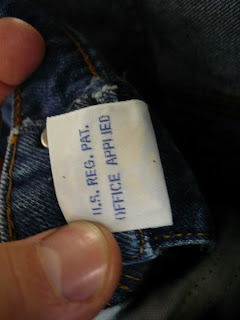 U.S. REG. PAT.
OFFICE APPLIED